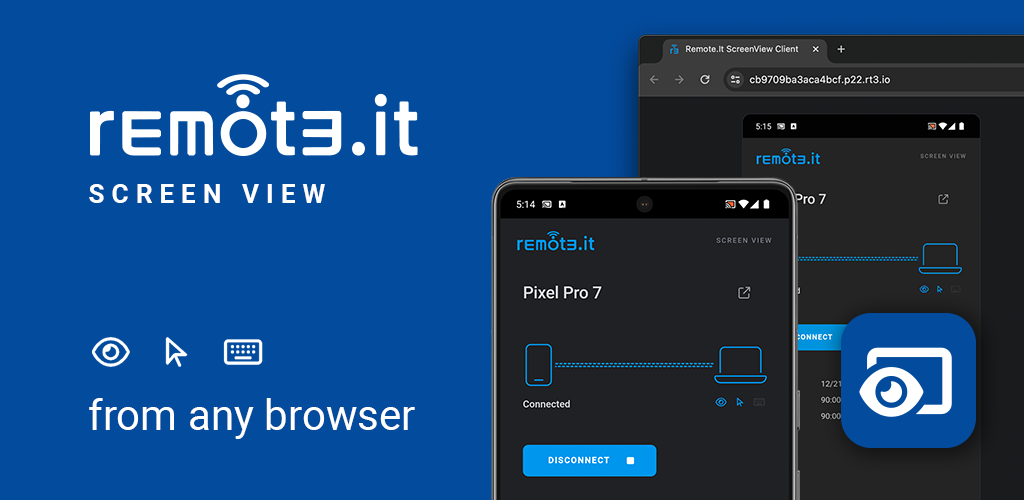 remot3.it
SCREEN VIEW
from any browser
Remote.It ScreenView Client
cb9709ba3aca4bcf.p22.rt3.io
5:15
remot3.it
SCREEN VIEW
Pro 7
d
CONNECT
12/21
90:00
90:00
5:14
remot3.it
SCREEN VIEW
Pixel Pro 7
Connected
DISCONNECT